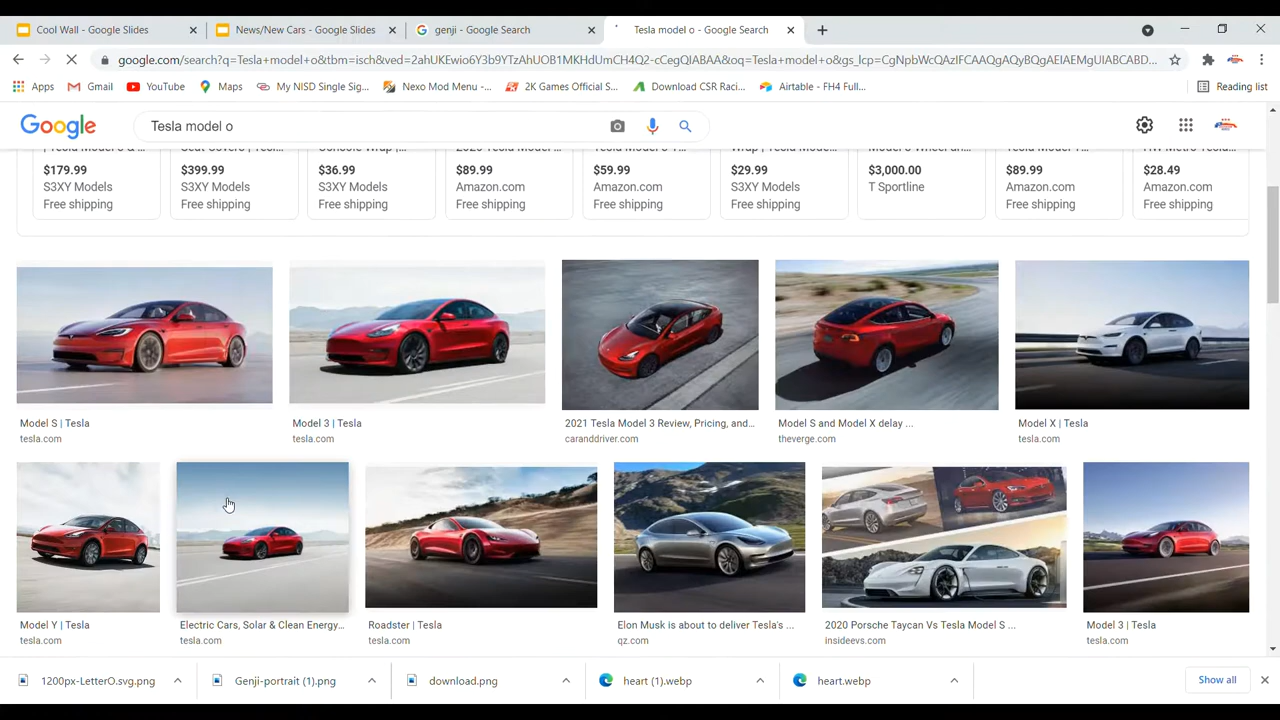 Cool Wall - Google Slides
News/New Cars - Google Slides
genji - Google Search
Tesla model o - Google Search
google.com/search?q=Tesla+model+o&tbm=isch&ved=2ahUKEwio6Y3b9YTzAhUOB1MKHdUmCH4Q2-cCegQIABAA&oq=Tesla+model+o&gs_lcp=CgNpbWcQAzIFCAAQgAQyBQgAEIAEMgUIABCABD...
Apps
Gmail
YouTube
Maps
My NISD Single Sig...
Nexo Mod Menu -...
2K Games Official S...
Download CSR Raci...
Airtable - FH4 Full...
Reading list
Google
Tesla model o
$179.99
S3XY Models
Free shipping
$399.99
S3XY Models
Free shipping
$36.99
S3XY Models
Free shipping
$89.99
Amazon.com
Free shipping
$59.99
Amazon.com
Free shipping
$29.99
S3XY Models
Free shipping
$3,000.00
T Sportline
$89.99
Amazon.com
Free shipping
$28.49
Amazon.com
Free shipping
Model S | Tesla
tesla.com
Model 3 | Tesla
tesla.com
2021 Tesla Model 3 Review, Pricing, and...
caranddriver.com
Model S and Model X delay ...
theverge.com
Model X | Tesla
tesla.com
Model Y | Tesla
tesla.com
Electric Cars, Solar & Clean Energy...
tesla.com
Roadster | Tesla
tesla.com
Elon Musk is about to deliver Tesla's ...
qz.com
2020 Porsche Taycan Vs Tesla Model S ...
insideevs.com
Model 3 | Tesla
tesla.com
1200px-LetterO.svg.png
Genji-portrait (1).png
download.png
heart (1).webp
heart.webp
Show all